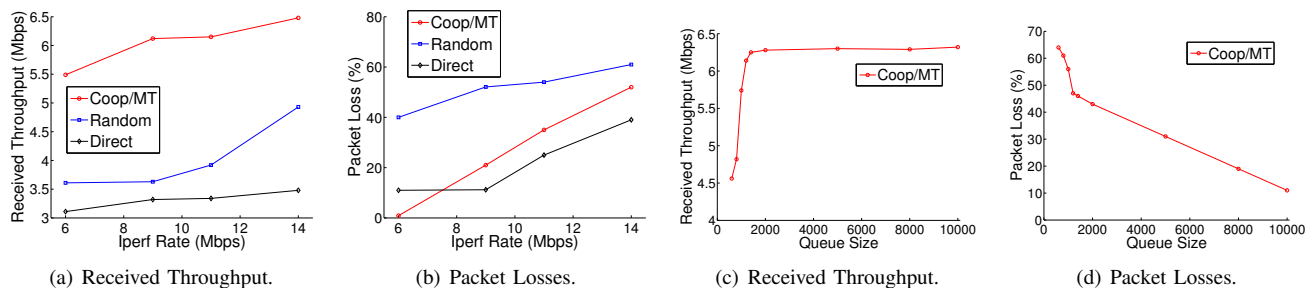 Received Throughput (Mbps)
6.5
6
5.5
5
4.5
4
3.5
3
Coop/MT
Random
Direct
6 8 10 12 14
Iperf Rate (Mbps)
(a) Received Throughput.
Packet Loss (%)
80
60
40
20
0
Coop/MT
Random
Direct
6 8 10 12 14
Iperf Rate (Mbps)
(b) Packet Losses.
Received Throughput (Mbps)
6.5
6
5.5
5
4.5
4
Coop/MT
0 2000 4000 6000 8000 10000
Queue Size
(c) Received Throughput.
Packet Loss (%)
70
60
50
40
30
20
10
0
Coop/MT
0 2000 4000 6000 8000 10000
Queue Size
(d) Packet Losses.